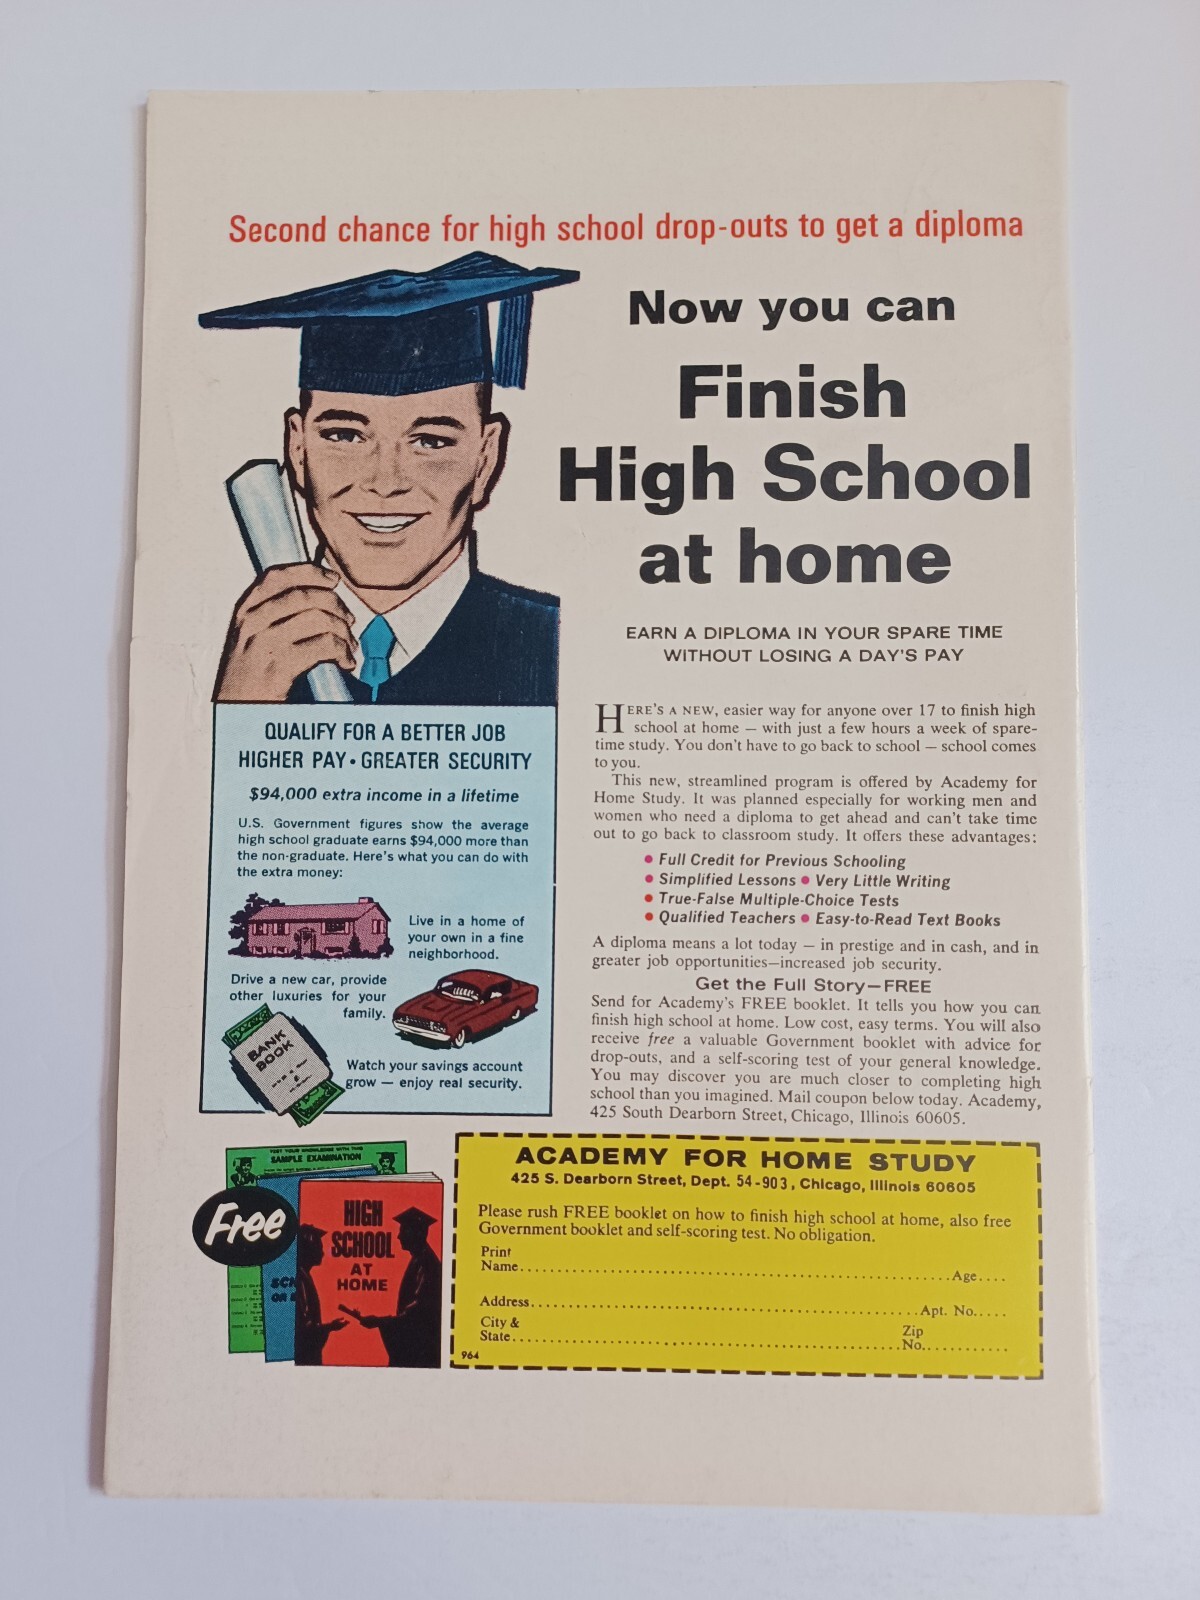 Second chance for high school drop-outs to get a diploma
Now you can
Finish
High School
at home
EARN A DIPLOMA IN YOUR SPARE TIME
WITHOUT LOSING A DAY'S PAY
QUALIFY FOR A BETTER JOB
HIGHER PAY • GREATER SECURITY
$94,000 extra income in a lifetime
U.S. Government figures show the average
high school graduate earns $94,000 more than
the non-graduate. Here's what you can do with
the extra money:
Live in a home of
your own in a fine
neighborhood.
Drive a new car, provide
other luxuries for your
family.
BANK
BOOK
Watch your savings account
grow — enjoy real security.
HERE'S A NEW, easier way for anyone over 17 to finish high
school at home — with just a few hours a week of spare-
time study. You don't have to go back to school — school comes
to you.
This new, streamlined program is offered by Academy for
Home Study. It was planned especially for working men and
women who need a diploma to get ahead and can't take time
out to go back to classroom study. It offers these advantages:
• Full Credit for Previous Schooling
• Simplified Lessons • Very Little Writing
• True-False Multiple-Choice Tests
• Qualified Teachers • Easy-to-Read Text Books
A diploma means a lot today — in prestige and in cash, and in
greater job opportunities—increased job security.
Get the Full Story—FREE
Send for Academy's FREE booklet. It tells you how you can
finish high school at home. Low cost, easy terms. You will also
receive free a valuable Government booklet with advice for
drop-outs, and a self-scoring test of your general knowledge.
You may discover you are much closer to completing high
school than you imagined. Mail coupon below today. Academy,
425 South Dearborn Street, Chicago, Illinois 60605.
TEST YOUR KNOWLEDGE WITH THIS
SAMPLE EXAMINATION
Free
SCH
OR
HIGH
SCHOOL
AT
HOME
ACADEMY FOR HOME STUDY
425 S. Dearborn Street, Dept. 54-903, Chicago, Illinois 60605
Please rush FREE booklet on how to finish high school at home, also free
Government booklet and self-scoring test. No obligation.
Print
Name..........Age....
Address..........Apt. No.....
City &
State..........Zip
No............
964